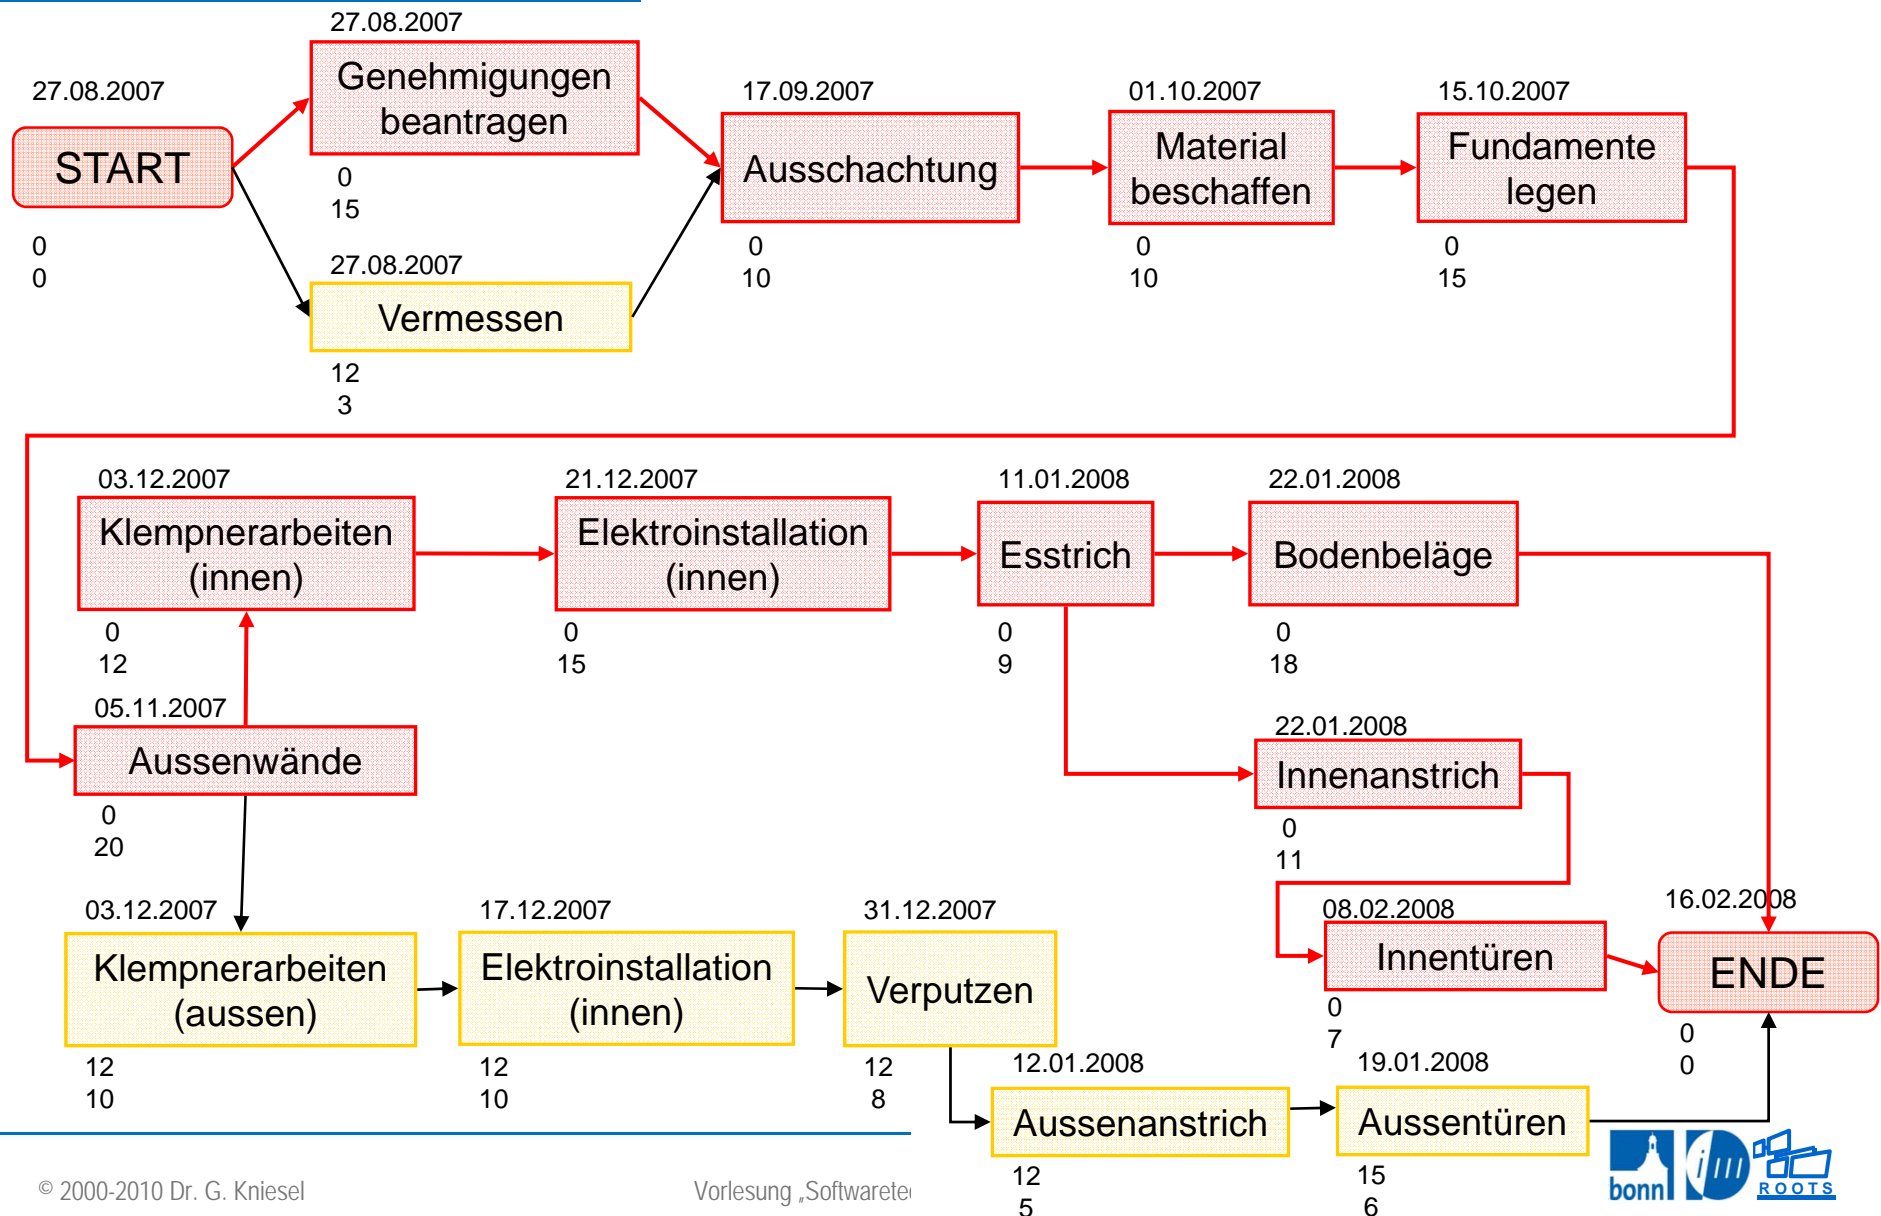 27.08.2007
START
0
0
27.08.2007
Genehmigungen
beantragen
0
15
27.08.2007
Vermessen
12
3
17.09.2007
Ausschachtung
0
10
01.10.2007
Material
beschaffen
0
10
15.10.2007
Fundamente
legen
0
15
03.12.2007
Klempnerarbeiten
(innen)
0
12
21.12.2007
Elektroinstallation
(innen)
0
15
11.01.2008
Esstrich
0
9
22.01.2008
Bodenbeläge
0
18
05.11.2007
Aussenwände
0
20
22.01.2008
Innenanstrich
0
11
03.12.2007
Klempnerarbeiten
(aussen)
12
10
17.12.2007
Elektroinstallation
(innen)
12
10
31.12.2007
Verputzen
12
8
08.02.2008
Innentüren
0
7
16.02.2008
ENDE
0
0
12.01.2008
Aussenanstrich
12
5
19.01.2008
Aussentüren
15
6
© 2000-2010 Dr. G. Kniesel
Vorlesung „Softwarete
bonn
ROOTS